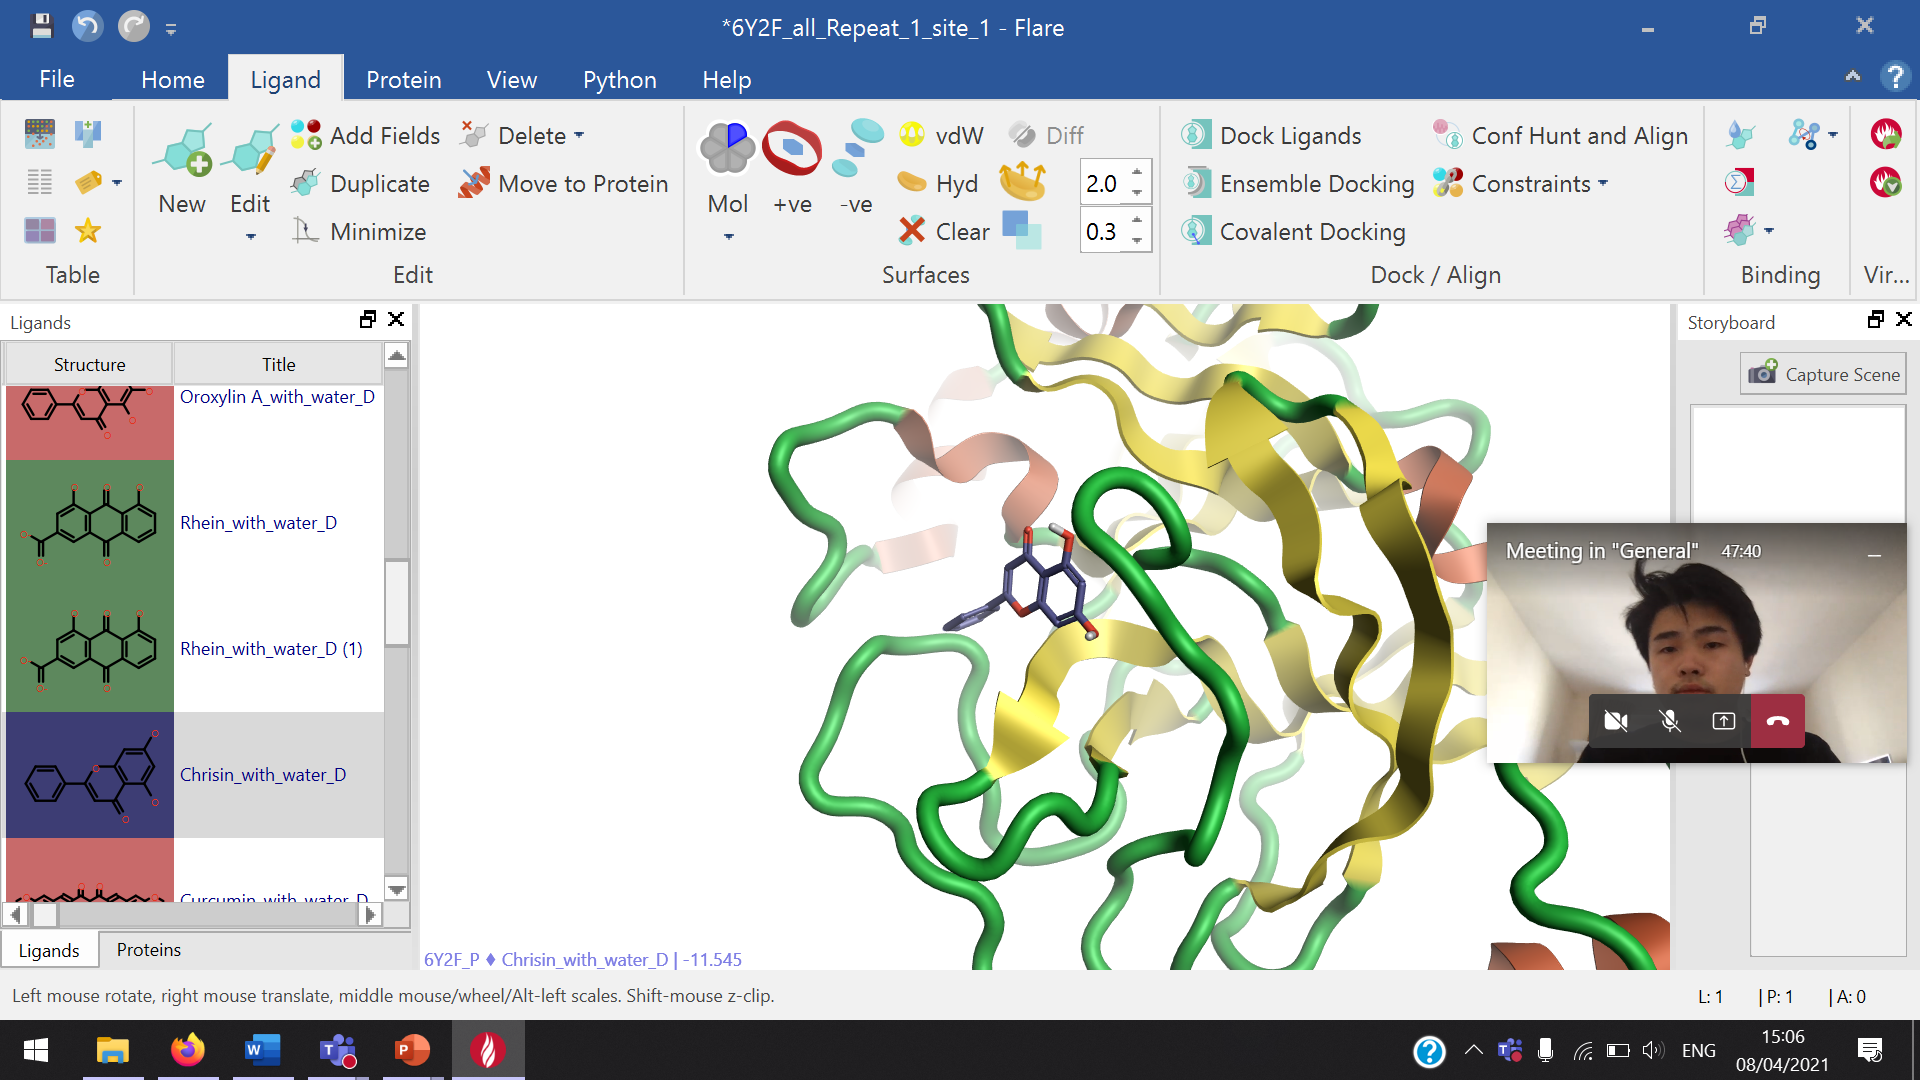 *6Y2F_all_Repeat_1_site_1 - Flare
File Home Ligand Protein View Python Help
Add Fields
Delete
vdW
Diff
Dock Ligands
Conf Hunt and Align
Duplicate
Move to Protein
Hyd
2.0
Ensemble Docking
Constraints
New
Edit
Mol
+ve
-ve
Minimize
Clear
0.3
Covalent Docking
Table
Edit
Surfaces
Dock / Align
Binding
Vir...
Ligands
Storyboard
Structure
Title
Capture Scene
Oroxylin A_with_water_D
Rhein_with_water_D
Meeting in "General" 47:40
Rhein_with_water_D (1)
Chrisin_with_water_D
Curcumin_with_water_D
Ligands
Proteins
6Y2F_P ♦ Chrisin_with_water_D | -11.545
Left mouse rotate, right mouse translate, middle mouse/wheel/Alt-left scales. Shift-mouse z-clip.
L: 1 | P: 1 | A: 0
ENG
15:06
08/04/2021